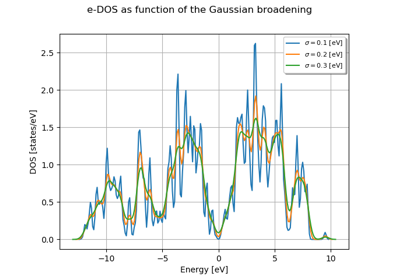 e-DOS as function of the Gaussian broadening
σ = 0.1 [eV]
σ = 0.2 [eV]
σ = 0.3 [eV]
DOS [states/eV]
2.5
2.0
1.5
1.0
0.5
0.0
−10 −5 0 5 10
Energy [eV]